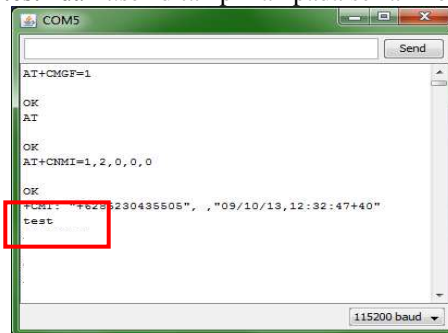 COM5
Send
AT+CMGF=1
OK
AT
OK
AT+CNMI=1,2,0,0,0
OK
"+6285230435505", ,"09/10/13,12:32:47+40"
test
115200 baud